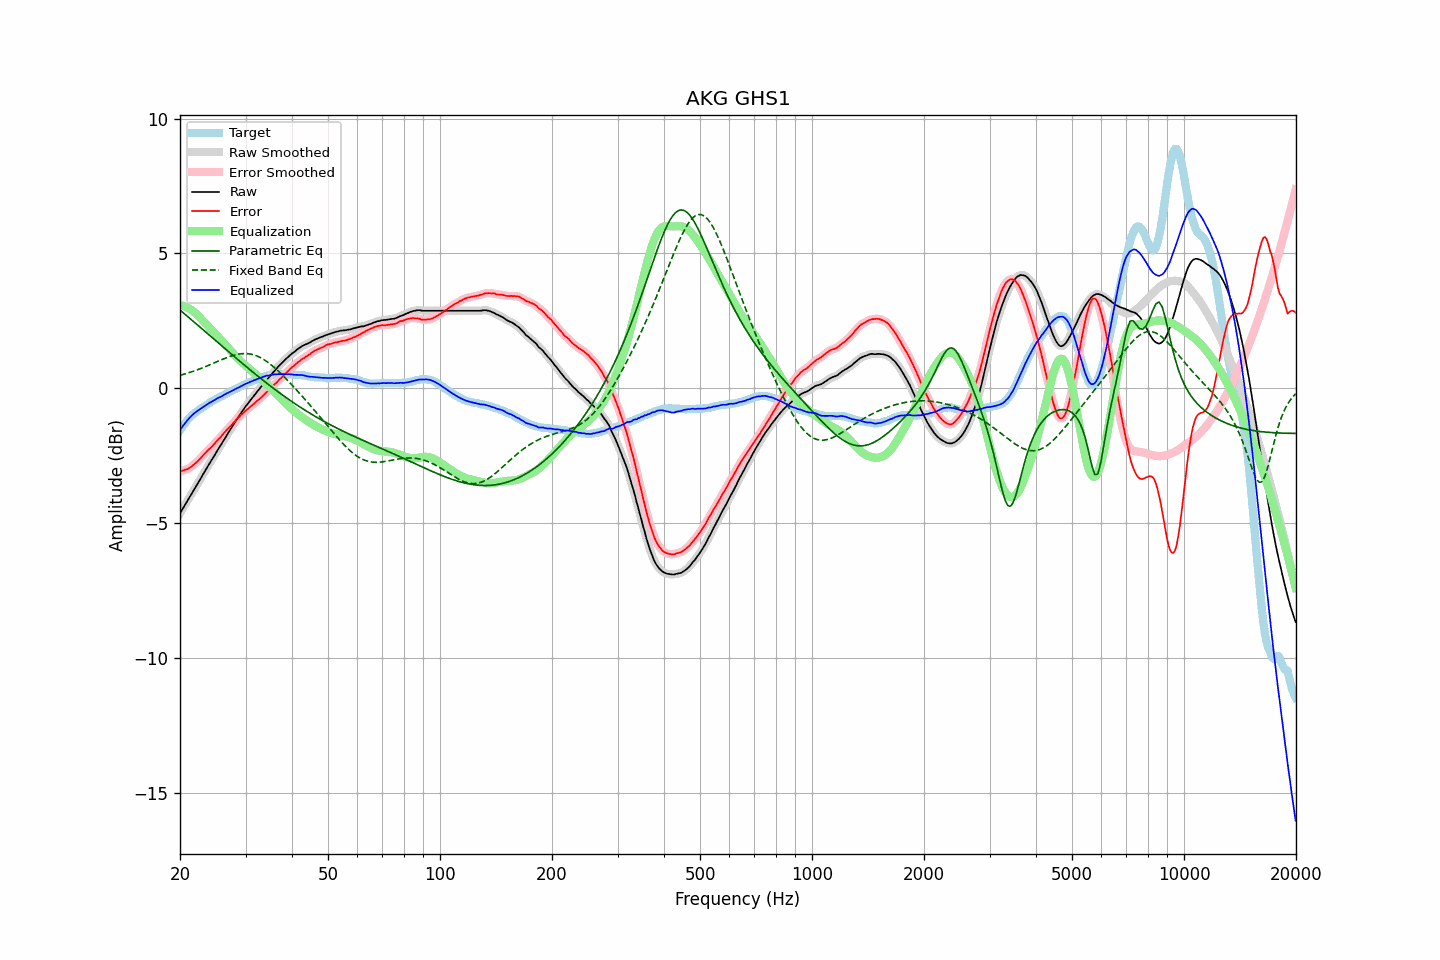 AKG GHS1
10
5
0
−5
−10
−15
Amplitude (dBr)
Target
Raw Smoothed
Error Smoothed
Raw
Error
Equalization
Parametric Eq
Fixed Band Eq
Equalized
20 50 100 200 500 1000 2000 5000 10000 20000
Frequency (Hz)